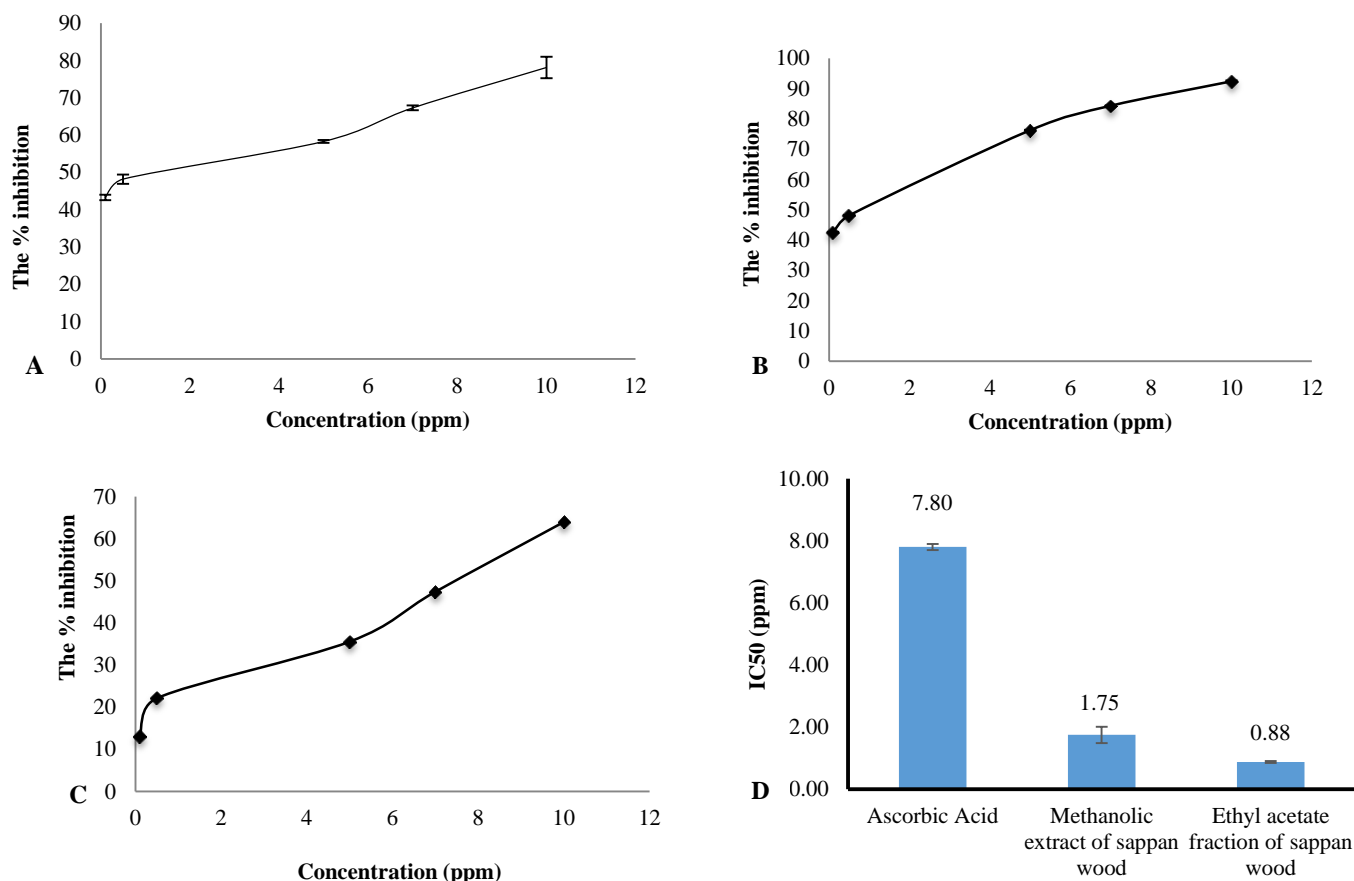 90
80
70
60
50
40
30
20
10
0
The % inhibition
A
0 2 4 6 8 10 12
Concentration (ppm)
100
90
80
70
60
50
40
30
20
10
0
The % inhibition
B
0 2 4 6 8 10 12
Concentration (ppm)
70
60
50
40
30
20
10
0
The % inhibition
C
0 2 4 6 8 10 12
Concentration (ppm)
10.00
8.00
6.00
4.00
2.00
0.00
IC50 (ppm)
7.80
1.75
0.88
D
Ascorbic Acid
Methanolic
extract of sappan
wood
Ethyl acetate
fraction of sappan
wood